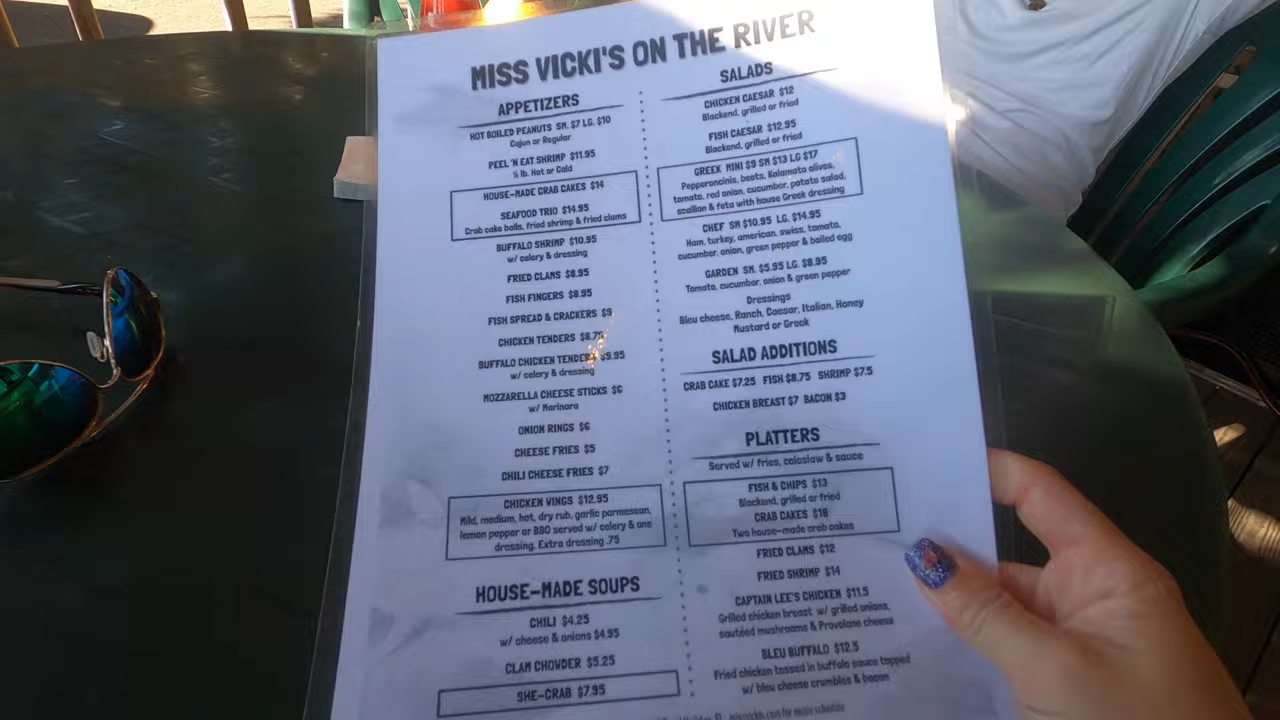 MISS VICKI'S ON THE RIVER
APPETIZERS
HOT BOILED PEANUTS SM. $7 LG. $10
Cajun or Regular
PEEL 'N EAT SHRIMP $11.95
½ lb. Hot or Cold
HOUSE-MADE CRAB CAKES $14
SEAFOOD TRIO $14.95
Crab cake balls, fried shrimp & fried clams
BUFFALO SHRIMP $10.95
w/ celery & dressing
FRIED CLAMS $8.95
FISH FINGERS $8.95
FISH SPREAD & CRACKERS $9
CHICKEN TENDERS $8.75
BUFFALO CHICKEN TENDERS $9.95
w/ celery & dressing
MOZZARELLA CHEESE STICKS $6
w/ Marinara
ONION RINGS $6
CHEESE FRIES $5
CHILI CHEESE FRIES $7
CHICKEN WINGS $12.95
Mild, medium, hot, dry rub, garlic parmesean,
lemon pepper or BBQ served w/ celery & one
dressing. Extra dressing .75
HOUSE-MADE SOUPS
CHILI $4.25
w/ cheese & onions $4.95
CLAM CHOWDER $5.25
SHE-CRAB $7.95
SALADS
CHICKEN CAESAR $12
Blackend, grilled or fried
FISH CAESAR $12.95
Blackend, grilled or fried
GREEK MINI $9 SM $13 LG $17
Pepperoncinis, beets, Kalamata olives,
tomato, red onion, cucumber, potato salad,
scallion & feta with house Greek dressing
CHEF SM $10.95 LG. $14.95
Ham, turkey, american, swiss, tomato,
cucumber, onion, green pepper & boiled egg
GARDEN SM. $5.95 LG. $8.95
Tomato, cucumber, onion & green pepper
Dressings
Bleu cheese, Ranch, Caesar, Italian, Honey
Mustard or Greek
SALAD ADDITIONS
CRAB CAKE $7.25 FISH $8.75 SHRIMP $7.5
CHICKEN BREAST $7 BACON $3
PLATTERS
Served w/ fries, coleslaw & sauce
FISH & CHIPS $13
Blackend, grilled or fried
CRAB CAKES $18
Two house-made crab cakes
FRIED CLAMS $12
FRIED SHRIMP $14
CAPTAIN LEE'S CHICKEN $11.5
Grilled chicken breast w/ grilled onions,
sautéed mushrooms & Provolone cheese
BLEU BUFFALO $12.5
Fried chicken tossed in buffalo sauce topped
w/ bleu cheese crumbles & bacon
for music schedule